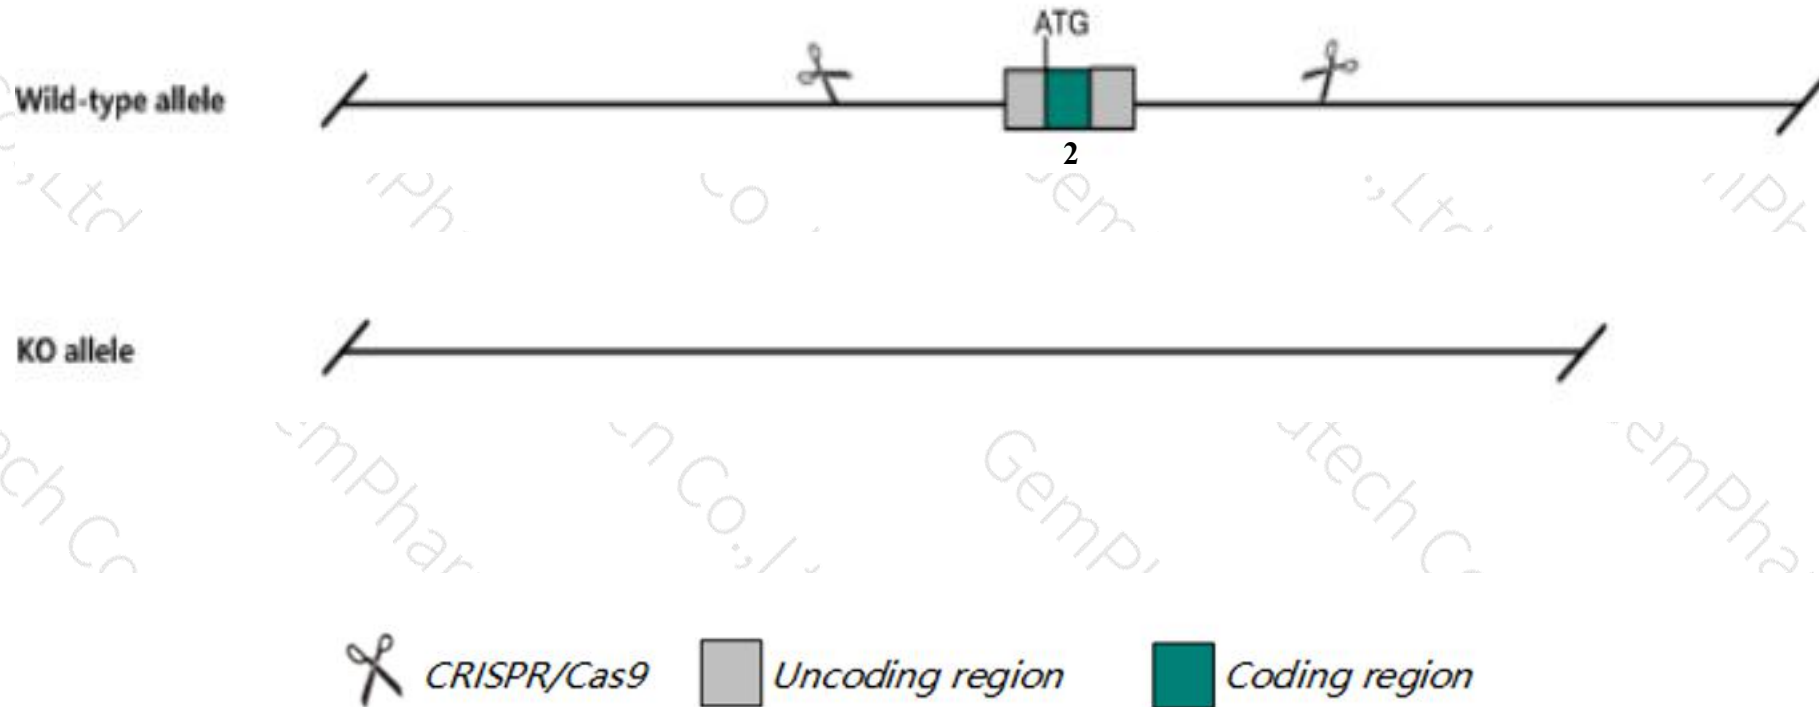 ATG
Wild-type allele
2
KO allele
CRISPR/Cas9 Uncoding region Coding region